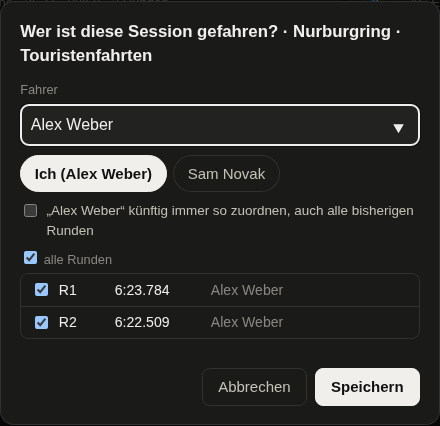 Wer ist diese Session gefahren? · Nurburgring ·
Touristenfahrten
Fahrer
Alex Weber
Ich (Alex Weber) Sam Novak
„Alex Weber“ künftig immer so zuordnen, auch alle bisherigen
Runden
alle Runden
R1 6:23.784 Alex Weber
R2 6:22.509 Alex Weber
Abbrechen Speichern